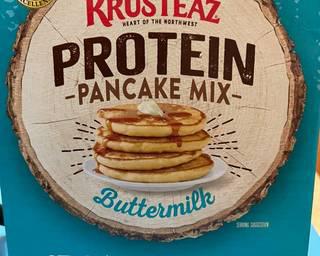 KRUSTEAZ
HEART OF THE NORTHWEST
PROTEIN
-PANCAKE MIX-
Buttermilk
SERVING SUGGESTION